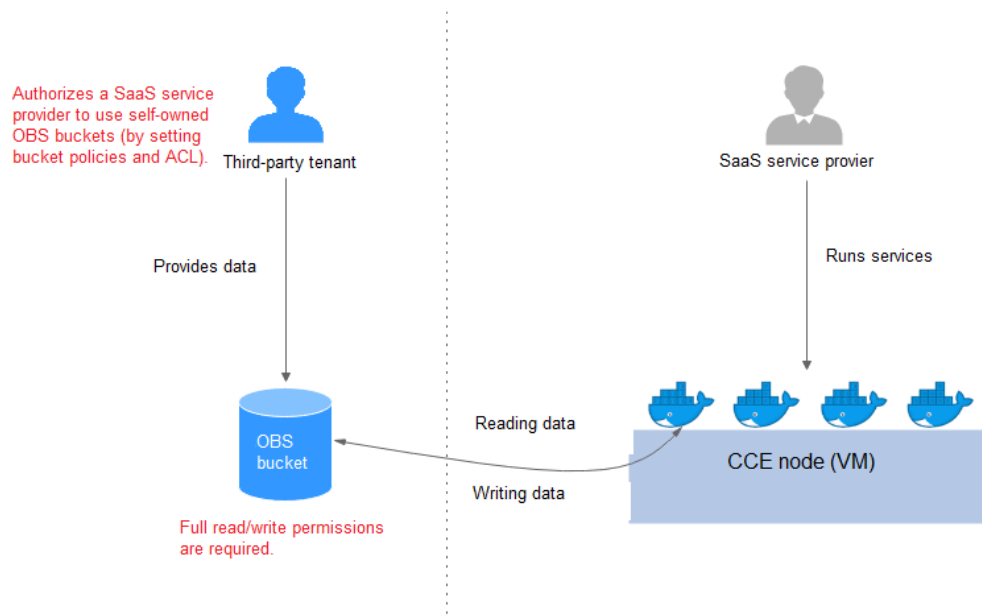 Authorizes a SaaS service
provider to use self-owned
OBS buckets (by setting
bucket policies and ACL).
Third-party tenant
SaaS service provier
Provides data
Runs services
OBS
bucket
Reading data
Writing data
CCE node (VM)
Full read/write permissions
are required.